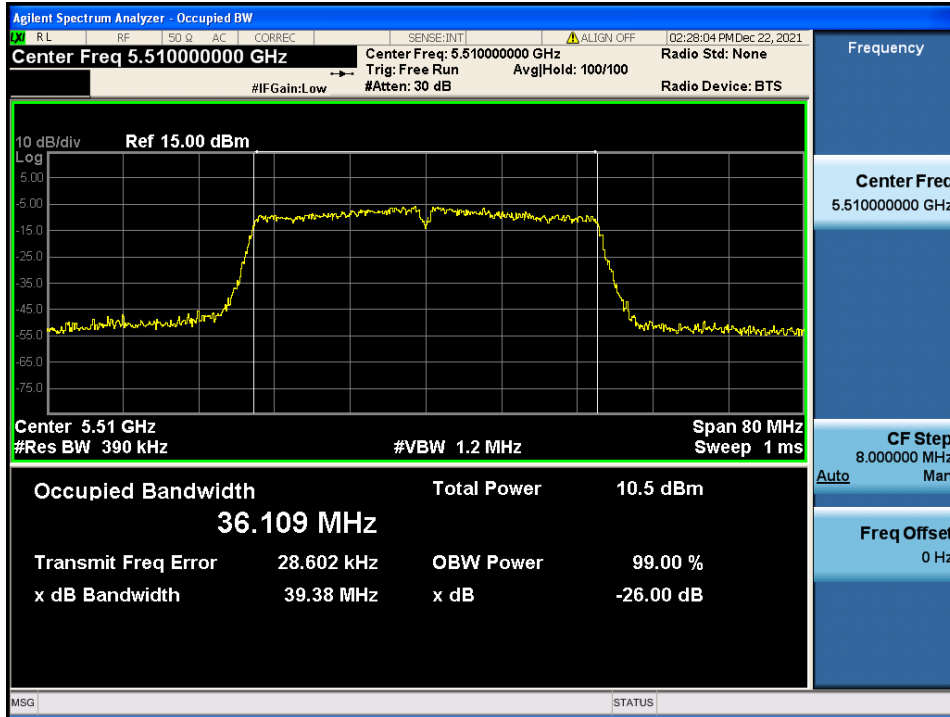 Agilent Spectrum Analyzer - Occupied BW
LXI RL RF 50 Ω AC CORREC SENSE:INT ALIGN OFF 02:28:04 PM Dec 22, 2021
Center Freq 5.510000000 GHz
Center Freq: 5.510000000 GHz Radio Std: None
Trig: Free Run Avg|Hold: 100/100
#IFGain:Low #Atten: 30 dB Radio Device: BTS
10 dB/div Ref 15.00 dBm
Log
5.00
-5.00
-15.0
-25.0
-35.0
-45.0
-55.0
-65.0
-75.0
Center 5.51 GHz Span 80 MHz
#Res BW 390 kHz #VBW 1.2 MHz Sweep 1 ms
Occupied Bandwidth Total Power 10.5 dBm
36.109 MHz
Transmit Freq Error 28.602 kHz OBW Power 99.00 %
x dB Bandwidth 39.38 MHz x dB -26.00 dB
MSG STATUS
Frequency
Center Freq
5.510000000 GHz
CF Step
8.000000 MHz
Auto Man
Freq Offset
0 Hz